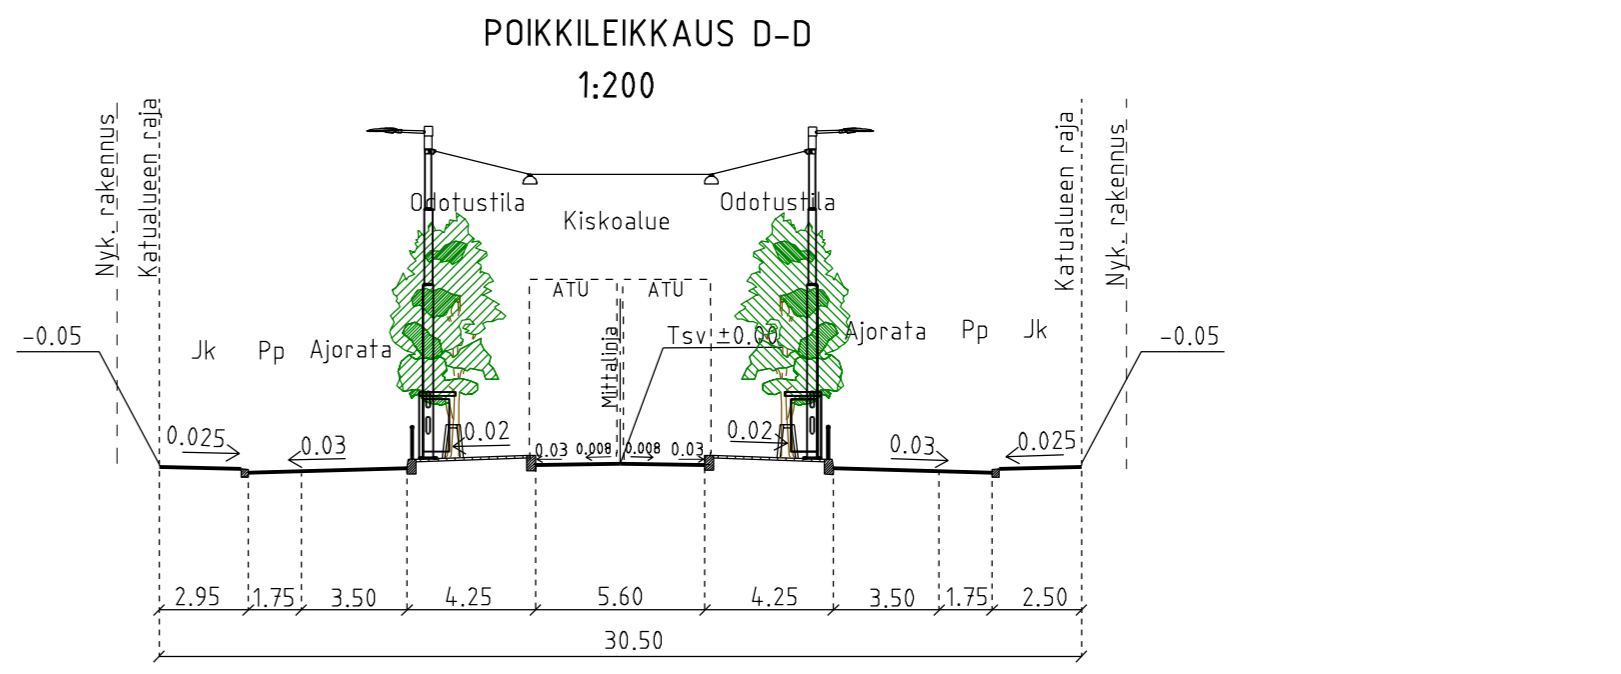 POIKKILEIKKAUS D-D
1:200
Nyk. rakennus
Katualueen raja
Katualueen raja
Nyk. rakennus
Odotustila
Kiskoalue
Odotustila
ATU
ATU
Mittalinja
Tsv ±0.00
-0.05
Jk
Pp
Ajorata
Ajorata
Pp
Jk
-0.05
0.025
0.03
0.02
0.03
0.008
0.008
0.03
0.02
0.03
0.025
2.95
1.75
3.50
4.25
5.60
4.25
3.50
1.75
2.50
30.50